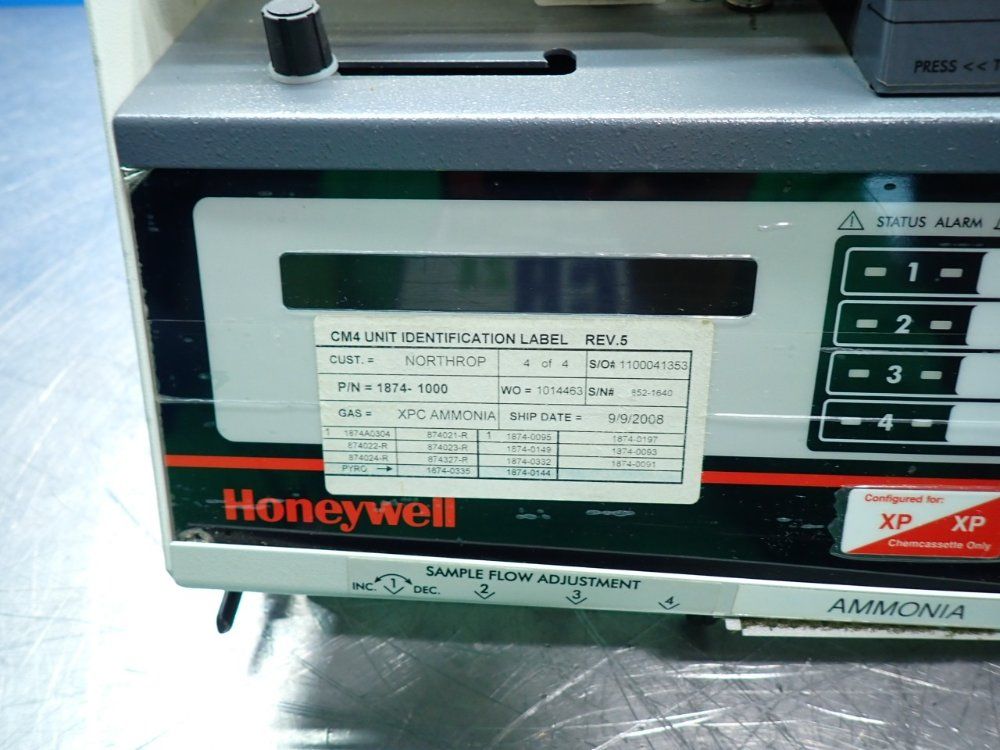 PRESS <<
STATUS ALARM
1
2
3
4
CM4 UNIT IDENTIFICATION LABEL REV.5
CUST. = NORTHROP 4 of 4 S/O# 1100041353
P/N = 1874- 1000 WO = 1014463 S/N# 852-1640
GAS = XPC AMMONIA SHIP DATE = 9/9/2008
1 1874A0304 874021-R 1 1874-0095 1874-0197
874022-R 874023-R 1874-0149 1374-0093
874024-R 874327-R 1874-0332 1874-0091
PYRO → 1874-0335 1874-0144
Honeywell
Configured for:
XP XP
Chemcassette Only
SAMPLE FLOW ADJUSTMENT
INC. 1 DEC. 2 3 4
AMMONIA